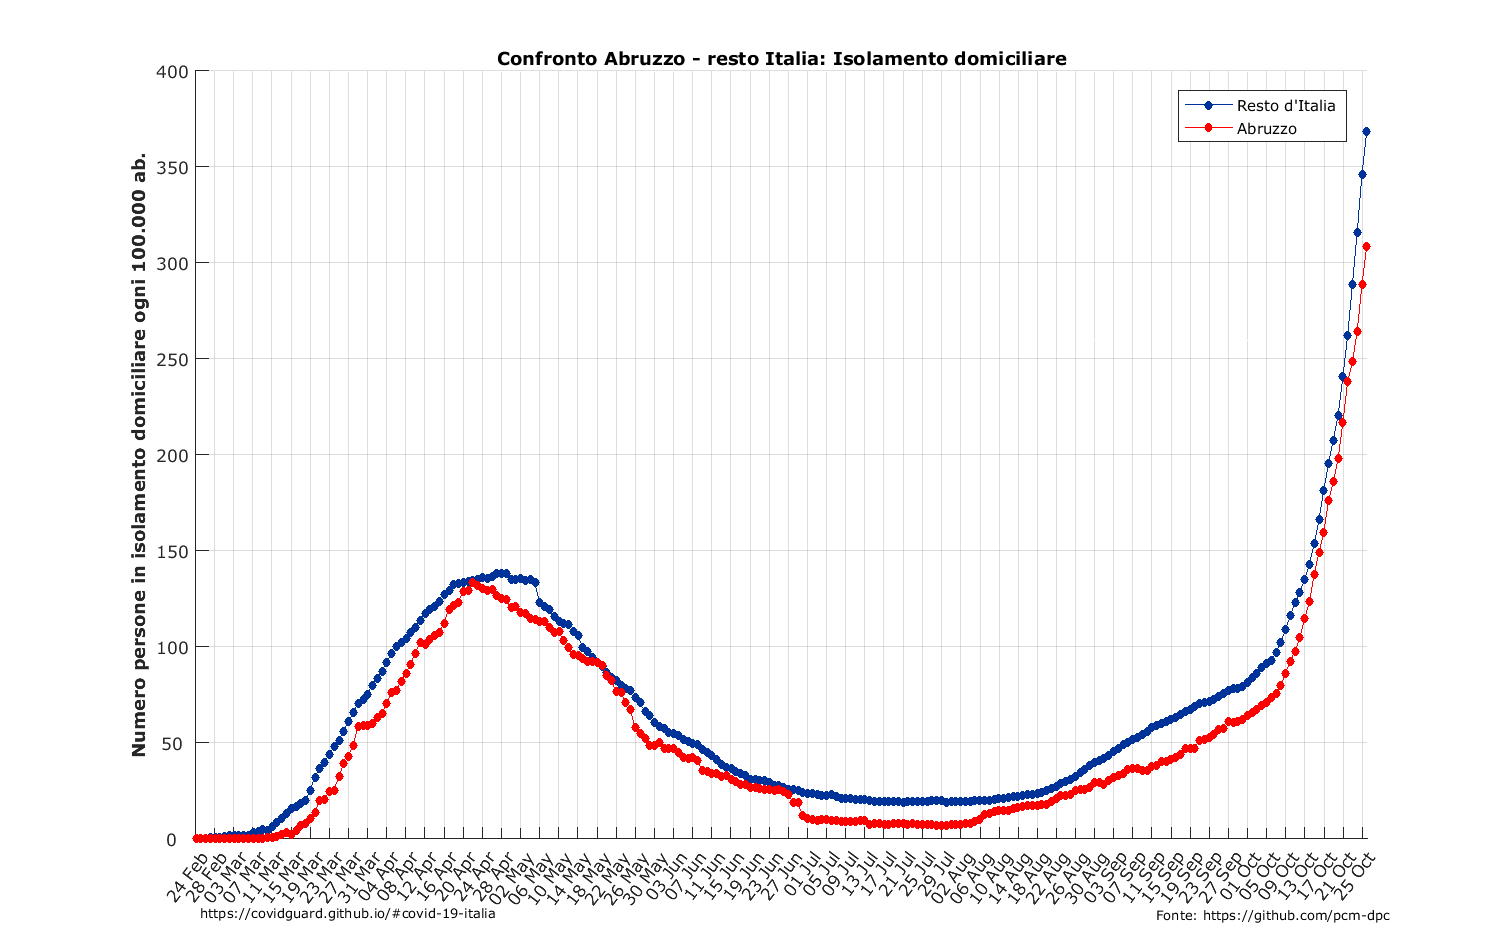 Confronto Abruzzo - resto Italia: Isolamento domiciliare
Resto d'Italia
Abruzzo
Numero persone in isolamento domiciliare ogni 100.000 ab.
400
350
300
250
200
150
100
50
0
24 Feb
28 Feb
03 Mar
07 Mar
11 Mar
15 Mar
19 Mar
23 Mar
27 Mar
31 Mar
04 Apr
08 Apr
12 Apr
16 Apr
20 Apr
24 Apr
28 Apr
02 May
06 May
10 May
14 May
18 May
22 May
26 May
30 May
03 Jun
07 Jun
11 Jun
15 Jun
19 Jun
23 Jun
27 Jun
01 Jul
05 Jul
09 Jul
13 Jul
17 Jul
21 Jul
25 Jul
29 Jul
02 Aug
06 Aug
10 Aug
14 Aug
18 Aug
22 Aug
26 Aug
30 Aug
03 Sep
07 Sep
11 Sep
15 Sep
19 Sep
23 Sep
27 Sep
01 Oct
05 Oct
09 Oct
13 Oct
17 Oct
21 Oct
25 Oct
https://covidguard.github.io/#covid-19-italia
Fonte: https://github.com/pcm-dpc